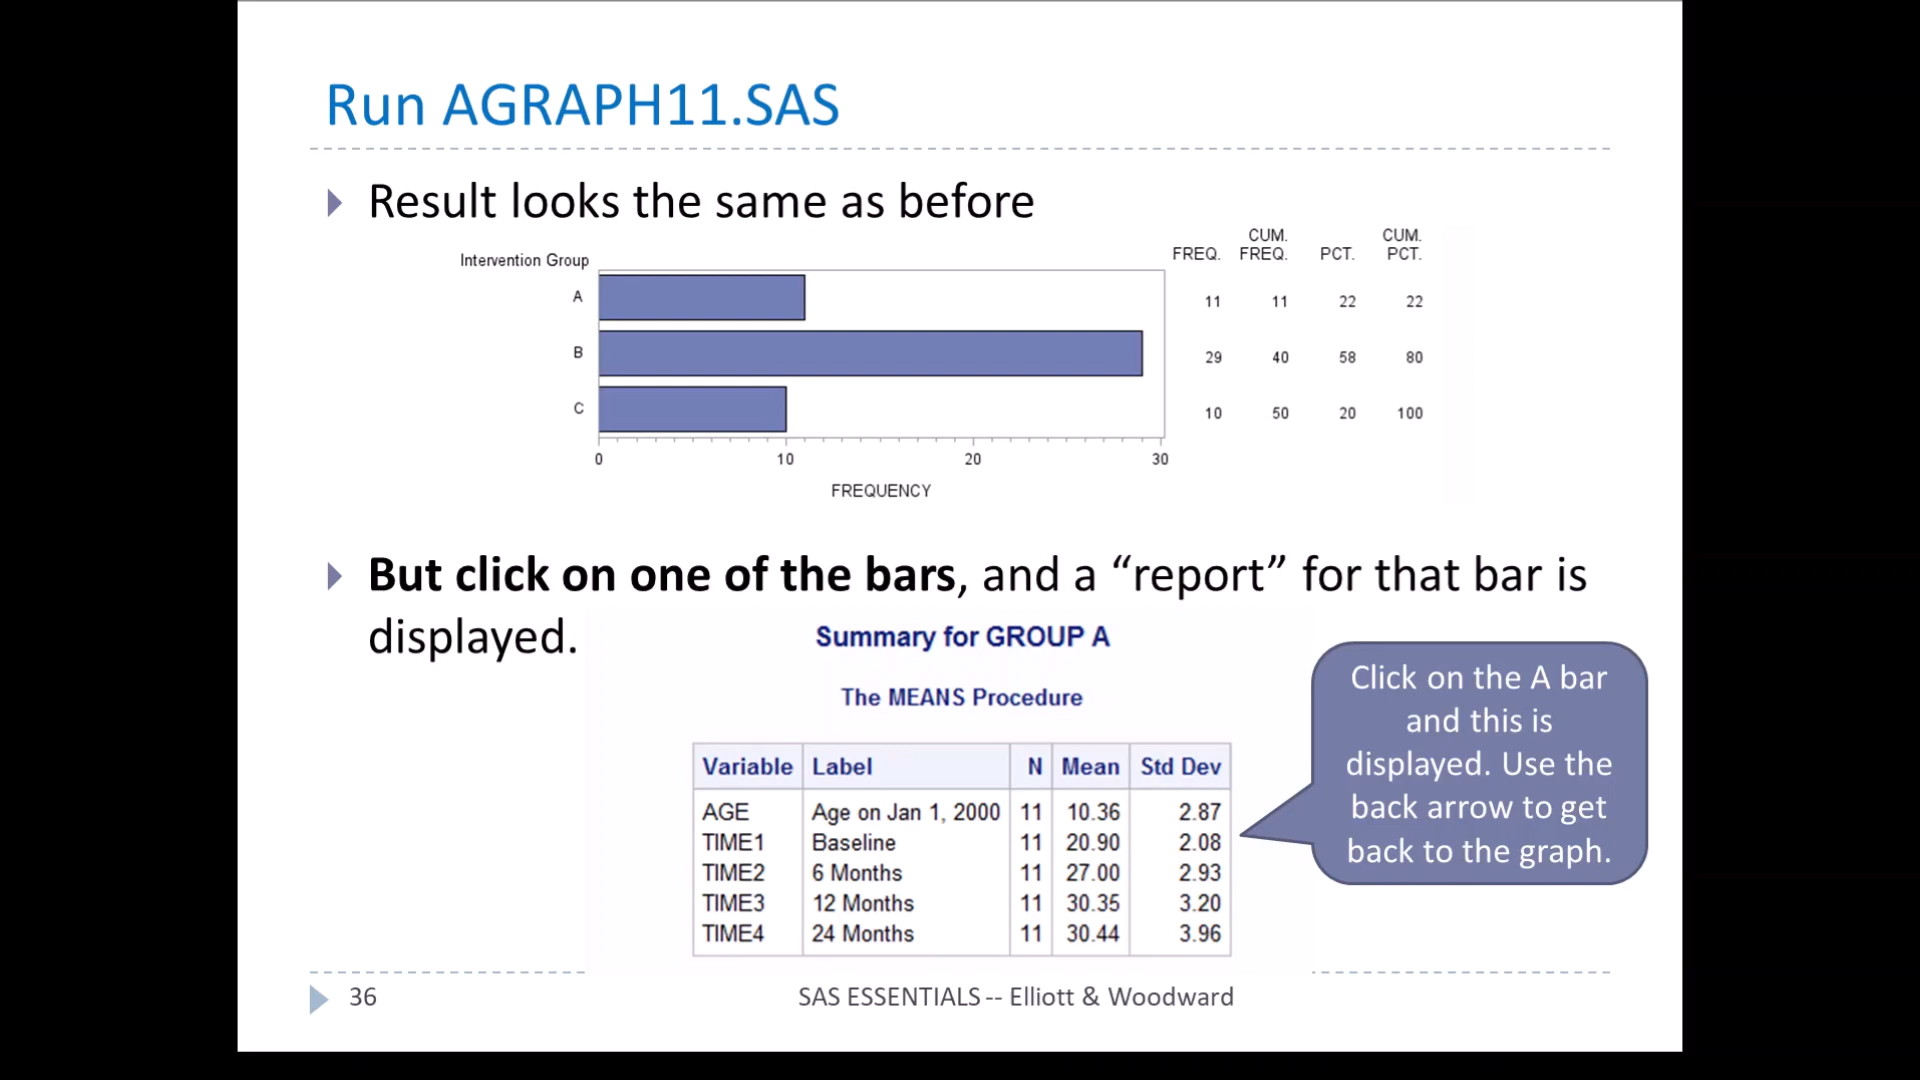 Run AGRAPH11.SAS
Result looks the same as before
Intervention Group
FREQ. CUM. FREQ. PCT. CUM. PCT.
A 11 11 22 22
B 29 40 58 80
C 10 50 20 100
0 10 20 30
FREQUENCY
But click on one of the bars, and a “report” for that bar is
displayed.
Summary for GROUP A
The MEANS Procedure
Variable Label N Mean Std Dev
AGE Age on Jan 1, 2000 11 10.36 2.87
TIME1 Baseline 11 20.90 2.08
TIME2 6 Months 11 27.00 2.93
TIME3 12 Months 11 30.35 3.20
TIME4 24 Months 11 30.44 3.96
Click on the A bar
and this is
displayed. Use the
back arrow to get
back to the graph.
36
SAS ESSENTIALS -- Elliott & Woodward